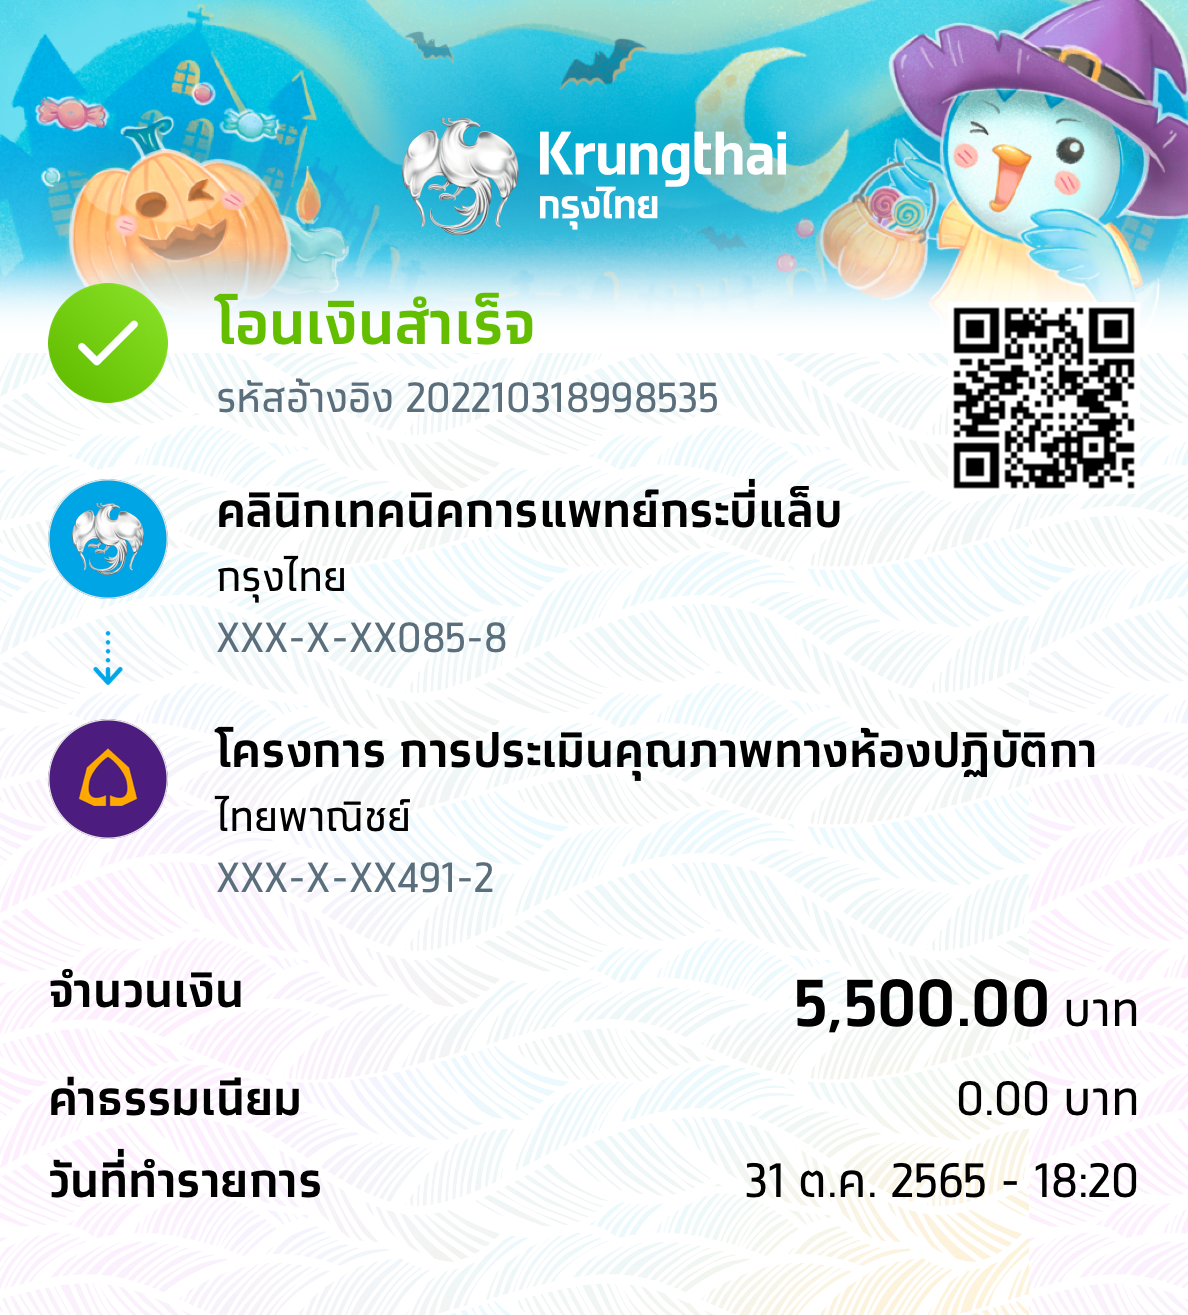 Krungthai
กรุงไทย
โอนเงินสำเร็จ
รหัสอ้างอิง 202210318998535
คลินิกเทคนิคการแพทย์กระบี่แล็บ
กรุงไทย
XXX-X-XX085-8
โครงการ การประเมินคุณภาพทางห้องปฏิบัติกา
ไทยพาณิชย์
XXX-X-XX491-2
จำนวนเงิน 5,500.00 บาท
ค่าธรรมเนียม 0.00 บาท
วันที่ทำรายการ 31 ต.ค. 2565 - 18:20